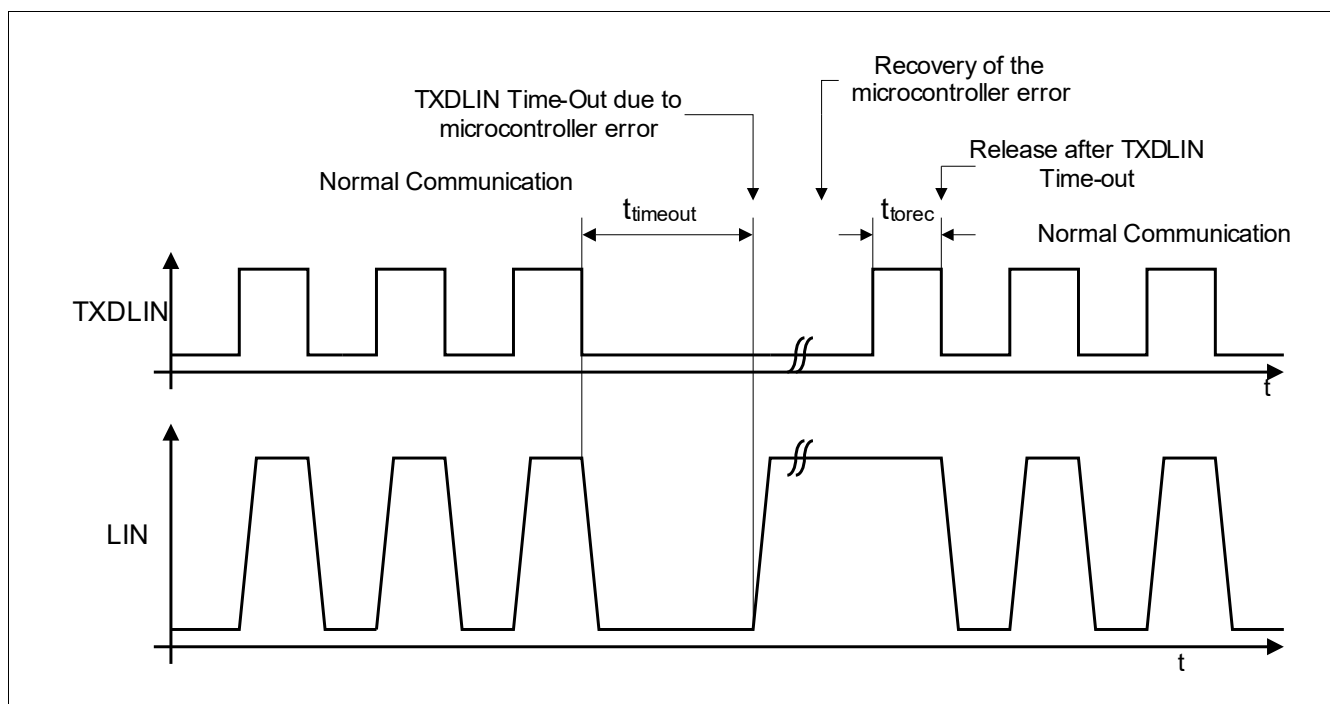 Recovery of the
microcontroller error
TXDLIN Time-Out due to
microcontroller error
Release after TXDLIN
Time-out
Normal Communication
ttimeout
ttorec
Normal Communication
TXDLIN
t
LIN
t